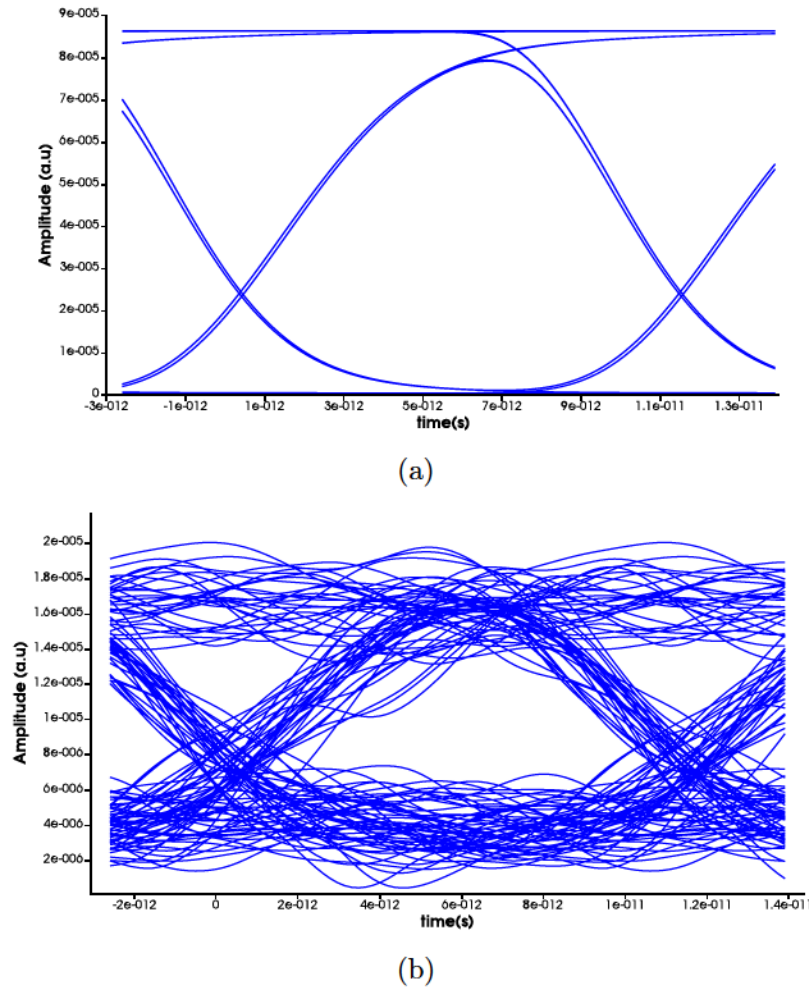 9e-005
8e-005
7e-005
6e-005
5e-005
4e-005
3e-005
2e-005
1e-005
0
Amplitude (a.u)
-3e-012 -1e-012 1e-012 3e-012 5e-012 7e-012 9e-012 1.1e-011 1.3e-011
time(s)
(a)
2e-005
1.8e-005
1.6e-005
1.4e-005
1.2e-005
1e-005
8e-006
6e-006
4e-006
2e-006
Amplitude (a.u)
-2e-012 0 2e-012 4e-012 6e-012 8e-012 1e-011 1.2e-011 1.4e-011
time(s)
(b)